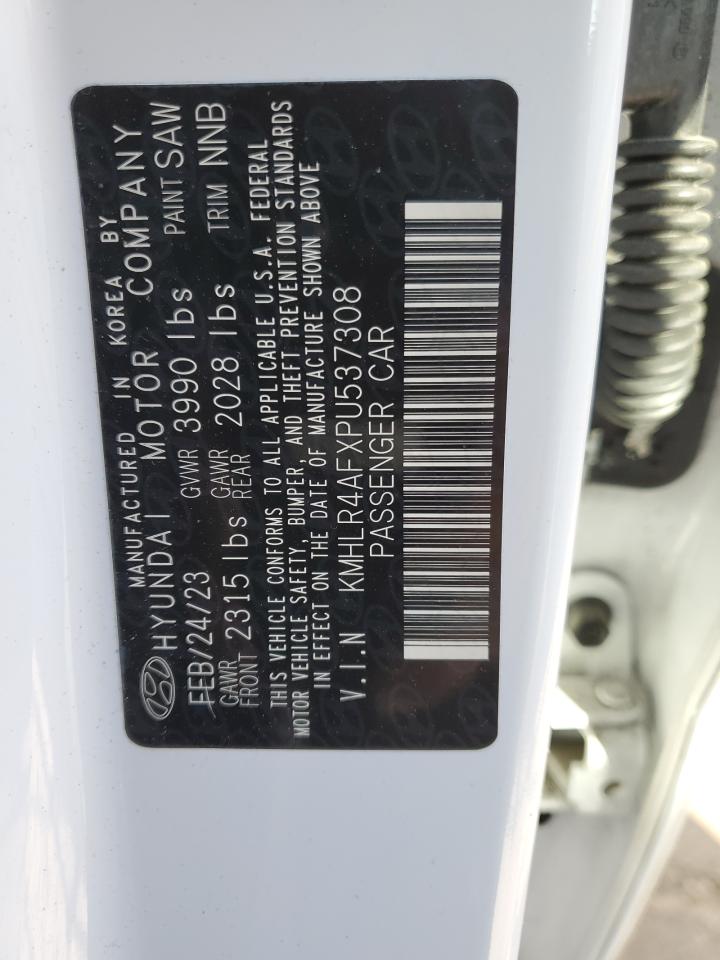 MANUFACTURED IN KOREA BY
HYUNDAI MOTOR COMPANY
FEB/24/23 GVWR 3990 lbs PAINT SAW
GAWR FRONT 2315 lbs GAWR REAR 2028 lbs TRIM NNB
THIS VEHICLE CONFORMS TO ALL APPLICABLE U.S.A. FEDERAL
MOTOR VEHICLE SAFETY, BUMPER, AND THEFT PREVENTION STANDARDS
IN EFFECT ON THE DATE OF MANUFACTURE SHOWN ABOVE
V.I.N KMHLR4AFXPU537308
PASSENGER CAR